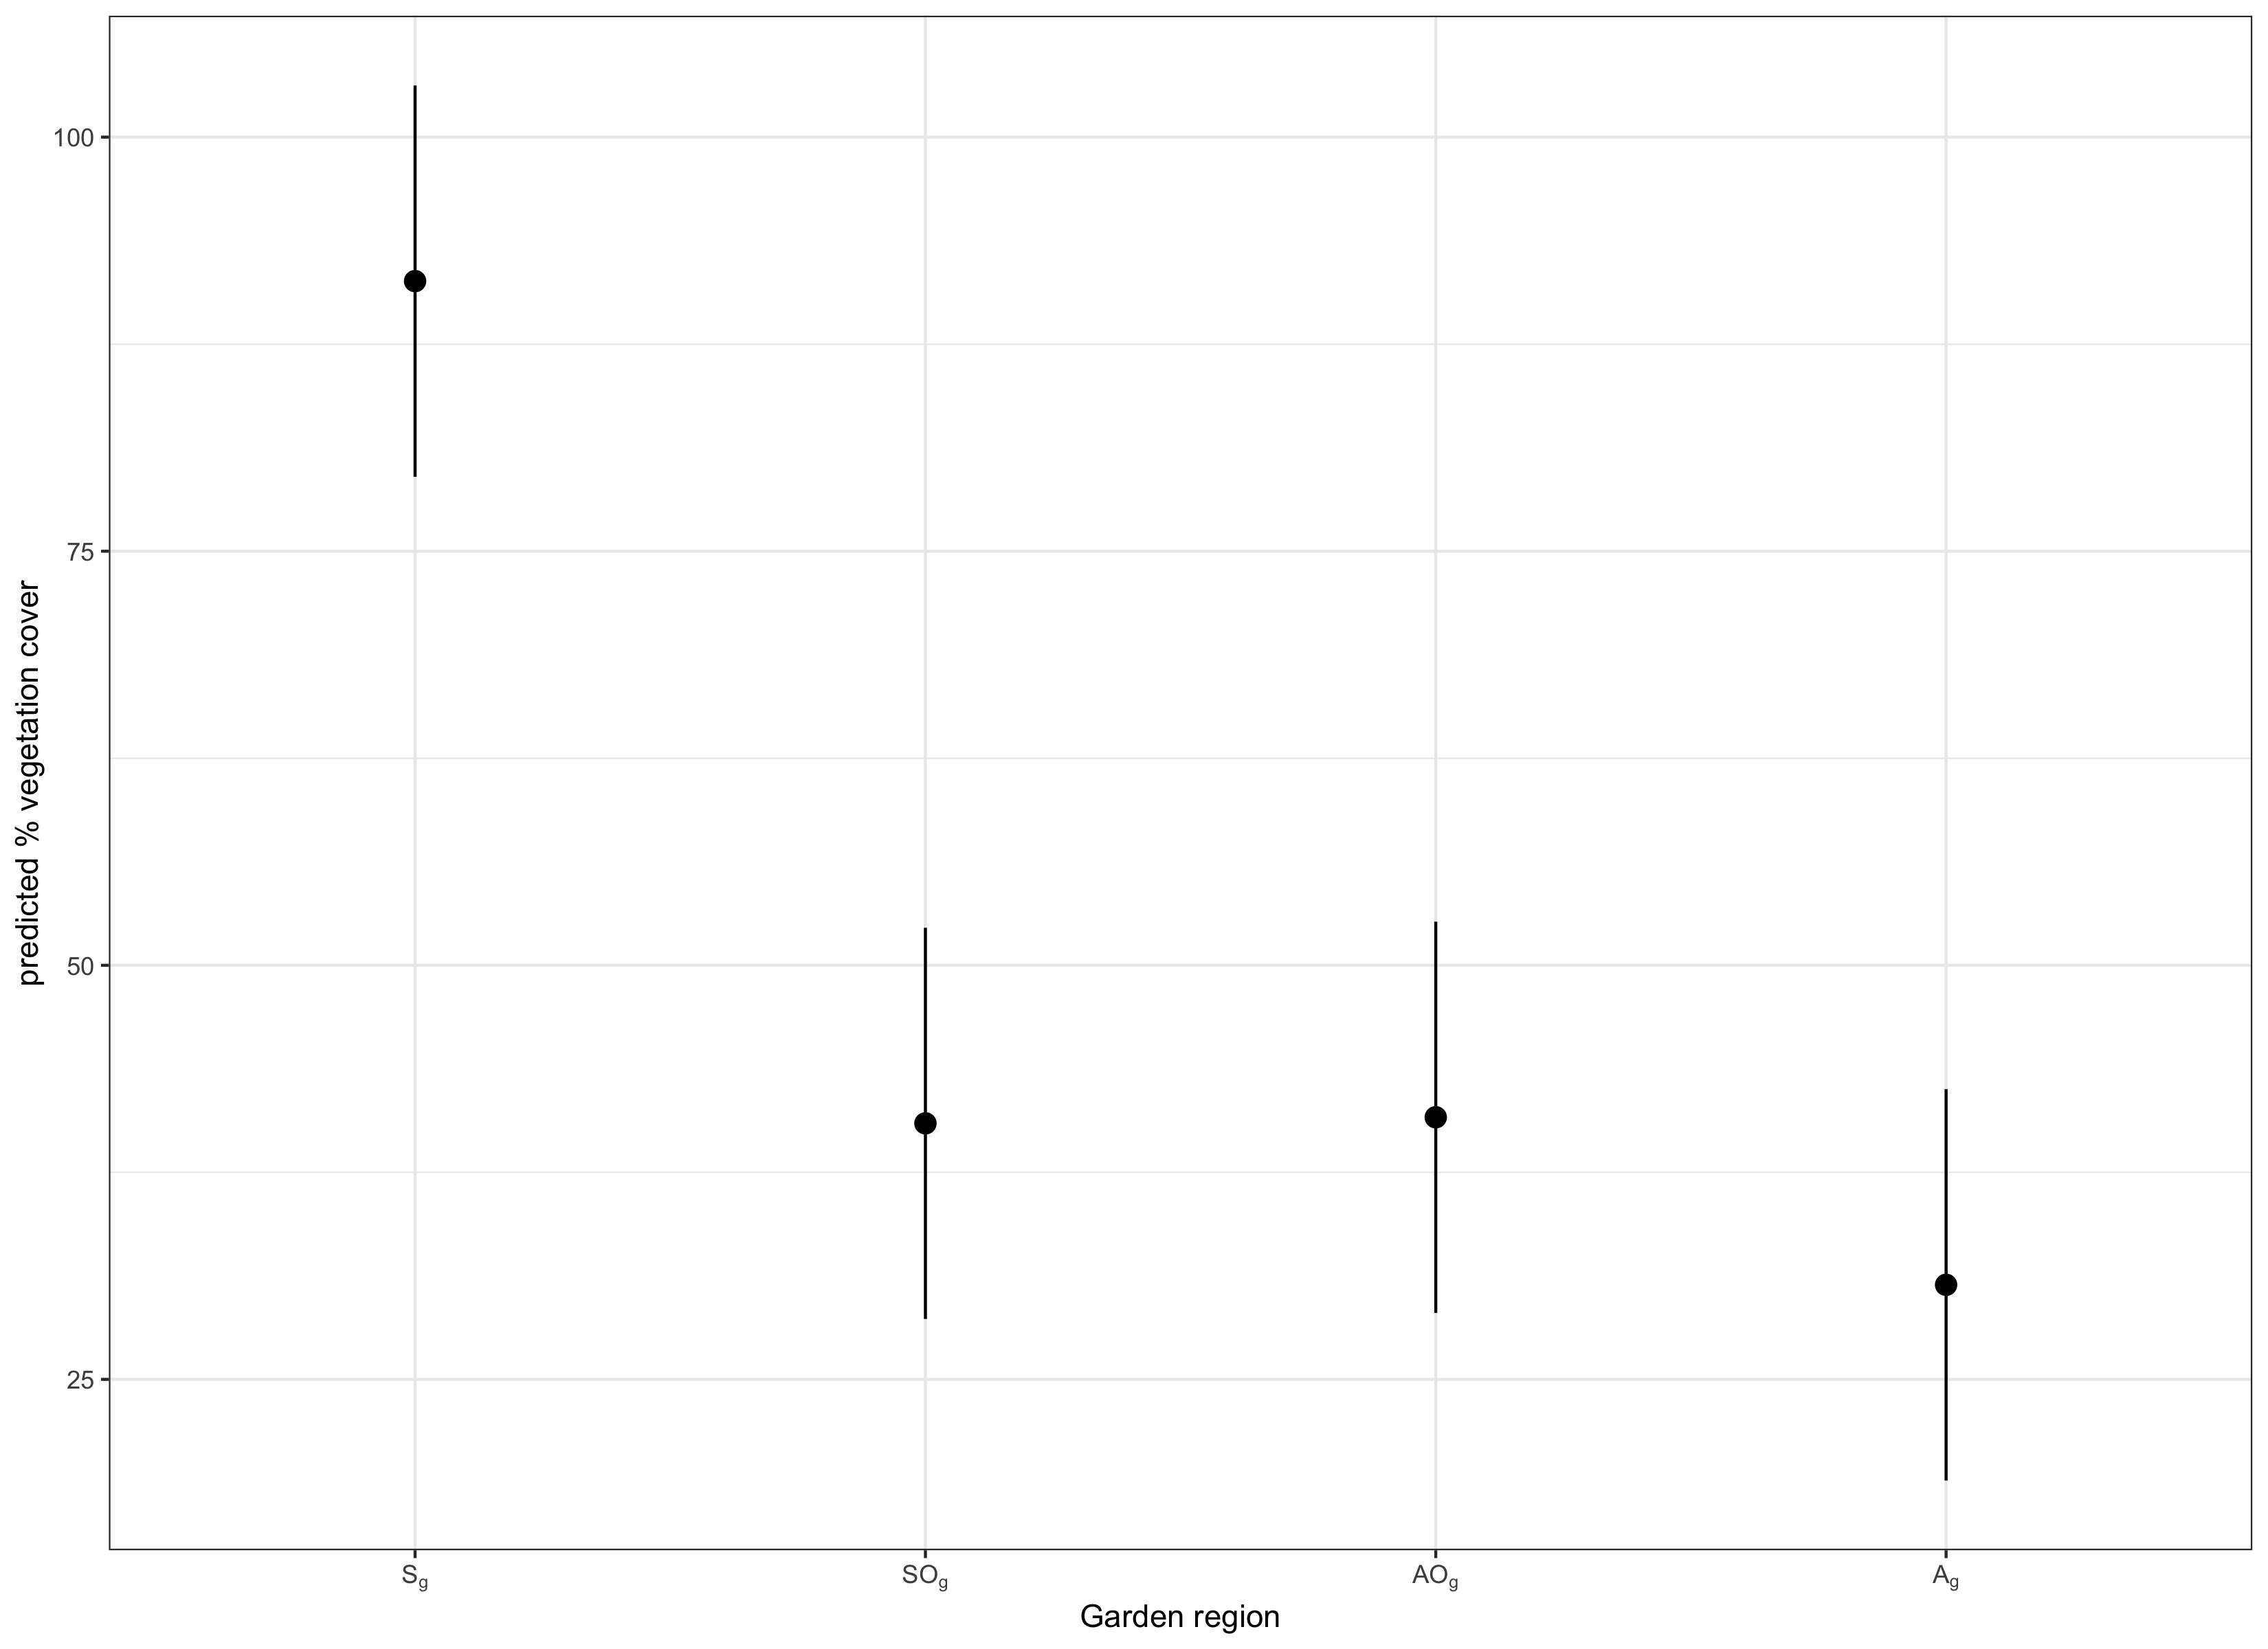 predicted % vegetation cover
100
75
50
25
Sg
SOg
AOg
Ag
Garden region